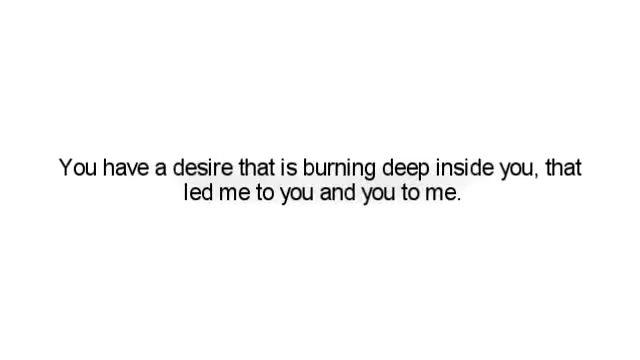 You have a desire that is burning deep inside you, that
led me to you and you to me.